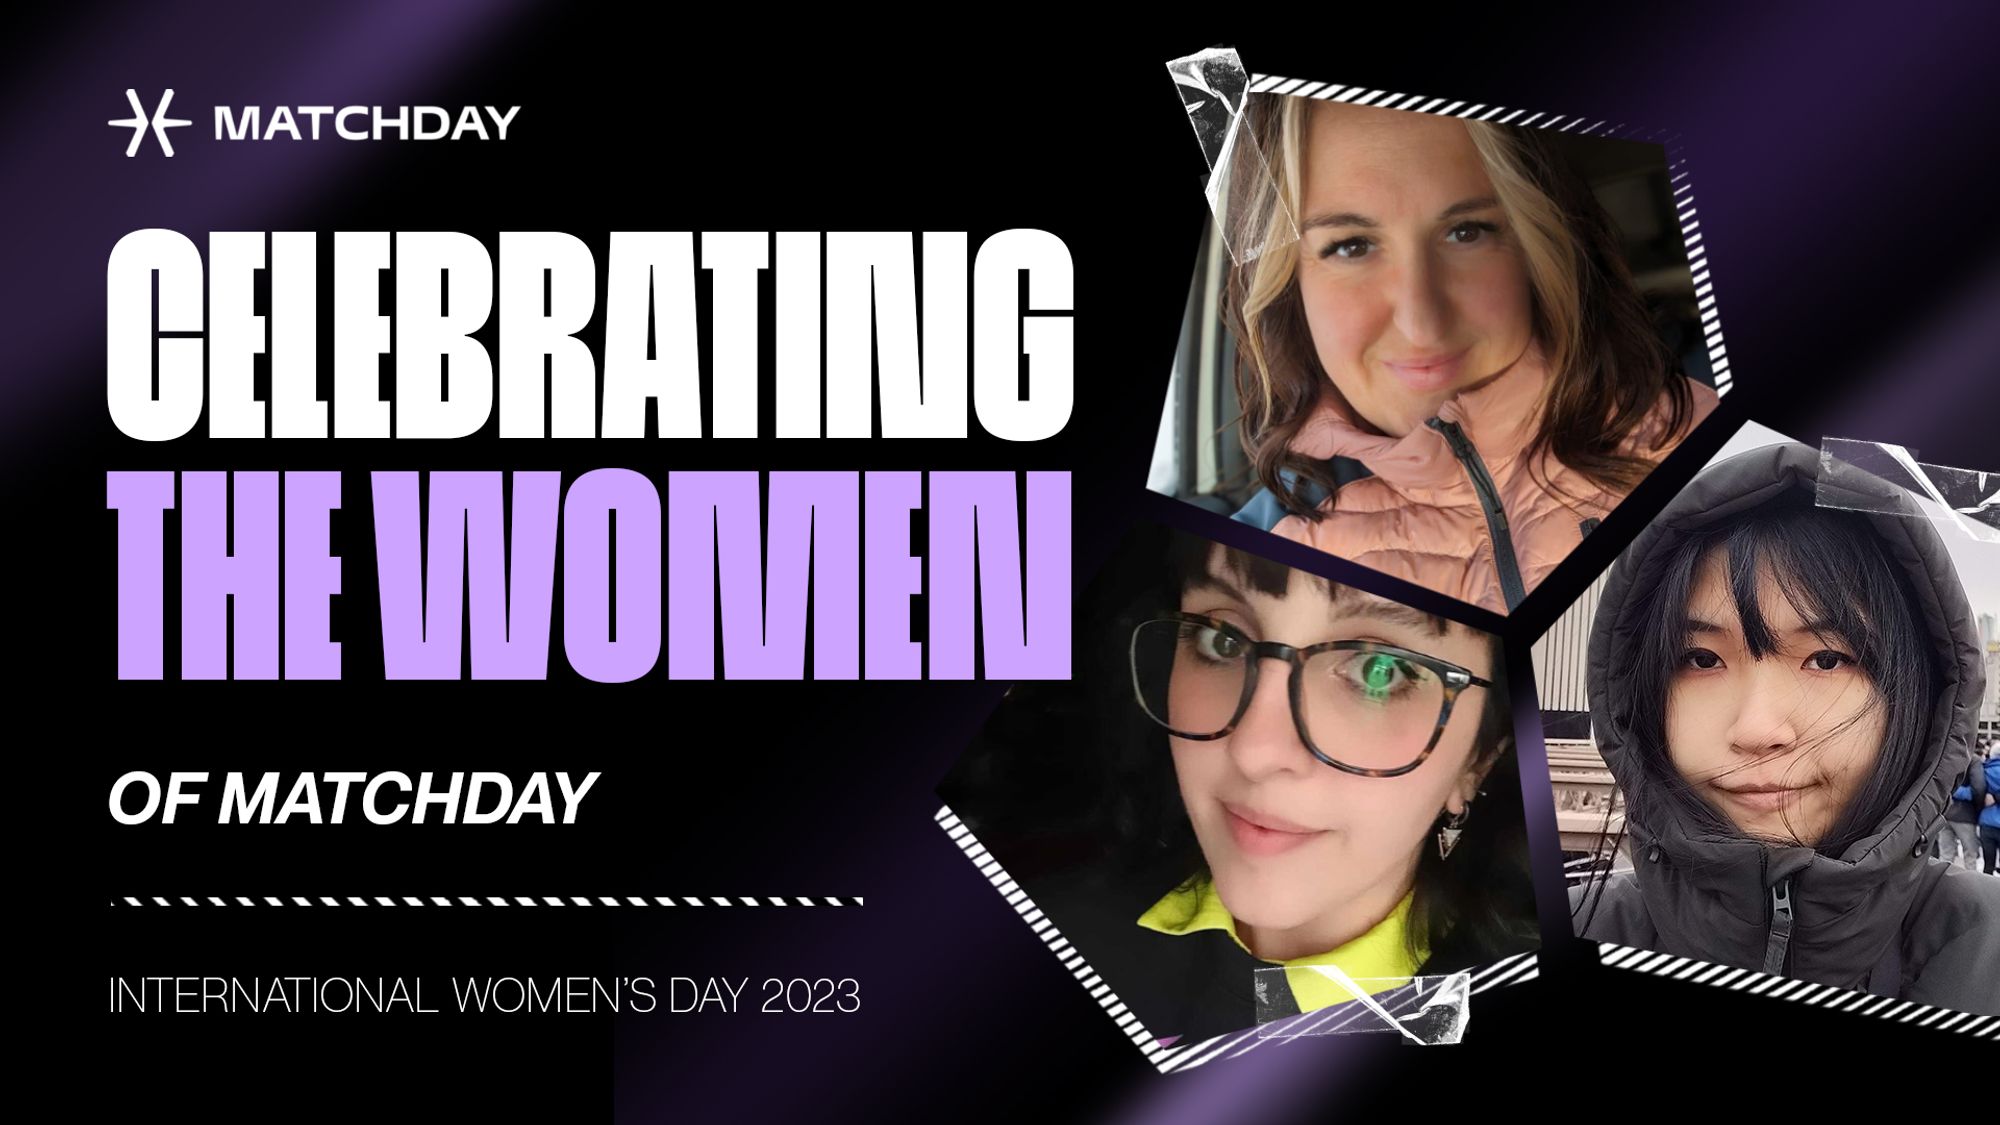 MATCHDAY
CELEBRATING
THE WOMEN
OF MATCHDAY
INTERNATIONAL WOMEN'S DAY 2023